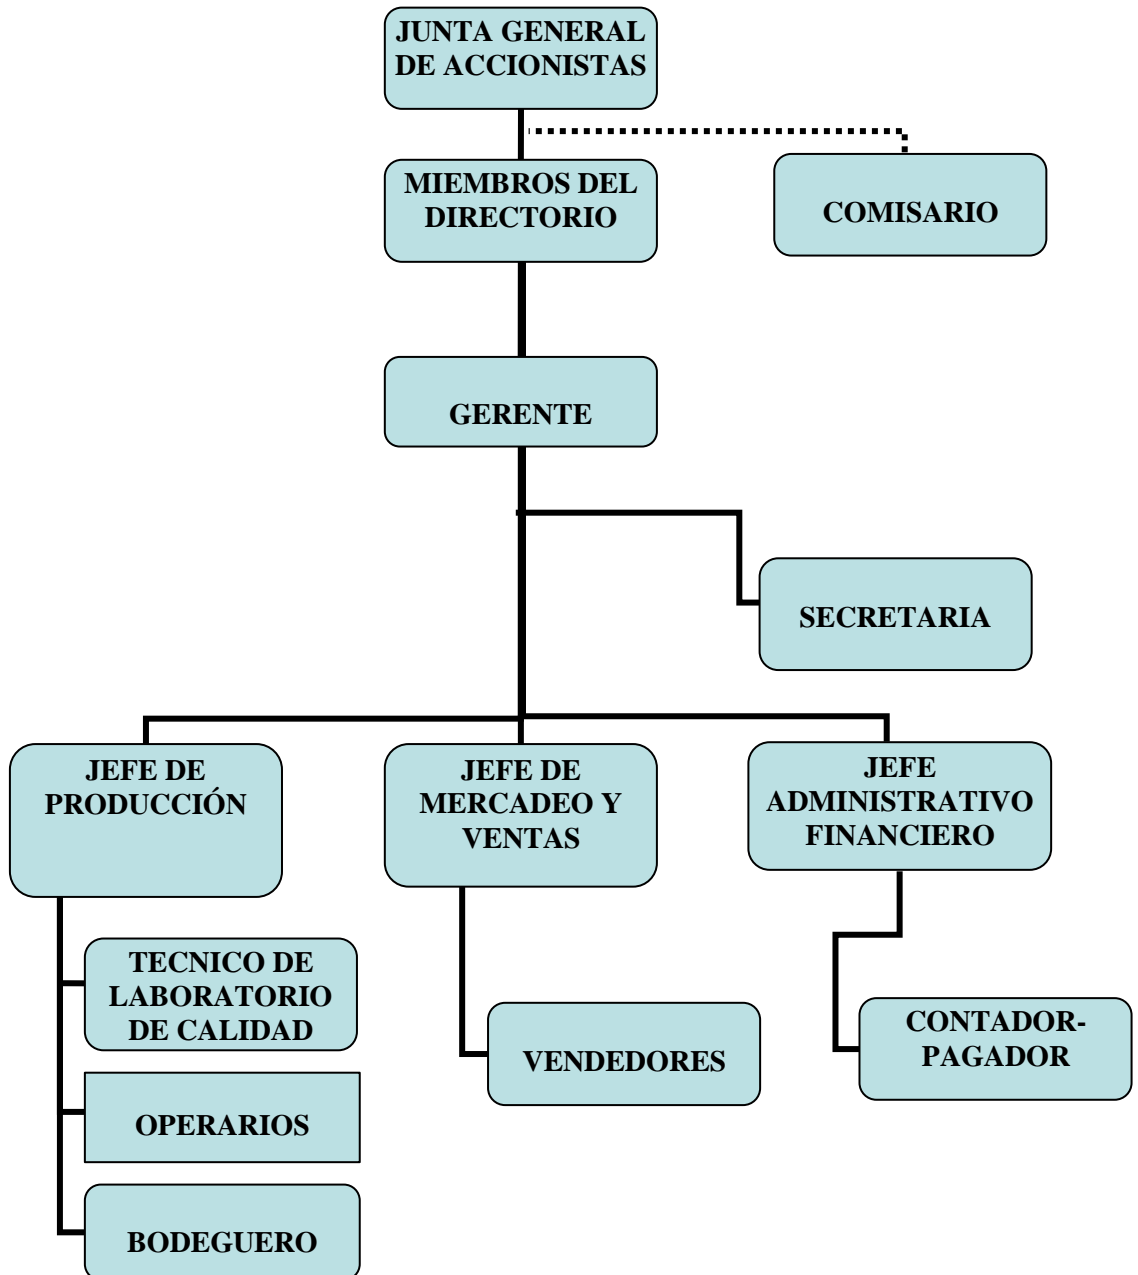 JUNTA GENERAL
DE ACCIONISTAS
MIEMBROS DEL
DIRECTORIO
COMISARIO
GERENTE
SECRETARIA
JEFE DE
PRODUCCIÓN
JEFE DE
MERCADEO Y
VENTAS
JEFE
ADMINISTRATIVO
FINANCIERO
TECNICO DE
LABORATORIO
DE CALIDAD
OPERARIOS
BODEGUERO
VENDEDORES
CONTADOR-
PAGADOR